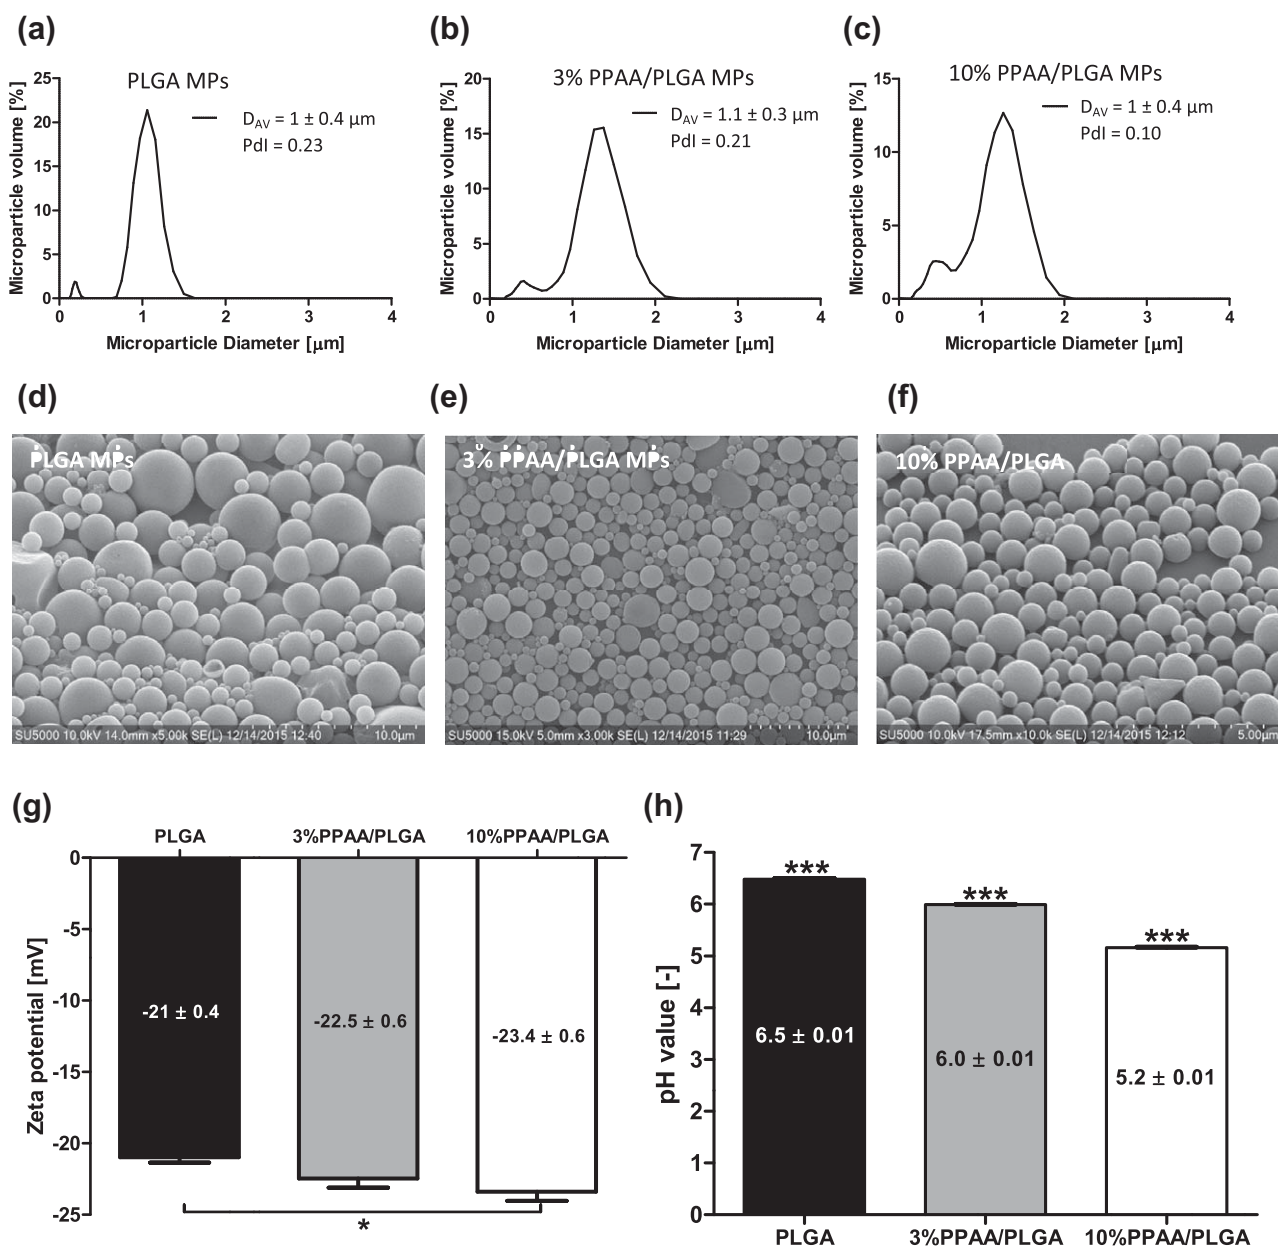 (a)
PLGA MPs
D_AV = 1 ± 0.4 µm
PdI = 0.23
Microparticle volume [%]
25
20
15
10
5
0
0 1 2 3 4
Microparticle Diameter [µm]
(b)
3% PPAA/PLGA MPs
D_AV = 1.1 ± 0.3 µm
PdI = 0.21
Microparticle volume [%]
20
15
10
5
0
0 1 2 3 4
Microparticle Diameter [µm]
(c)
10% PPAA/PLGA MPs
D_AV = 1 ± 0.4 µm
PdI = 0.10
Microparticle volume [%]
15
10
5
0
0 1 2 3 4
Microparticle Diameter [µm]
(d)
PLGA MPs
SU5000 10.0kV 14.0mm x5.00k SE(L) 12/14/2015 12:40 10.0µm
(e)
3% PPAA/PLGA MPs
SU5000 15.0kV 5.0mm x3.00k SE(L) 12/14/2015 11:29 10.0µm
(f)
10% PPAA/PLGA
SU5000 10.0kV 17.5mm x10.0k SE(L) 12/14/2015 12:12 5.00µm
(g)
PLGA 3%PPAA/PLGA 10%PPAA/PLGA
Zeta potential [mV]
0
-5
-10
-15
-20
-25
-21 ± 0.4
-22.5 ± 0.6
-23.4 ± 0.6
*
(h)
pH value [-]
7
6
5
4
3
2
1
0
***
***
***
6.5 ± 0.01
6.0 ± 0.01
5.2 ± 0.01
PLGA 3%PPAA/PLGA 10%PPAA/PLGA